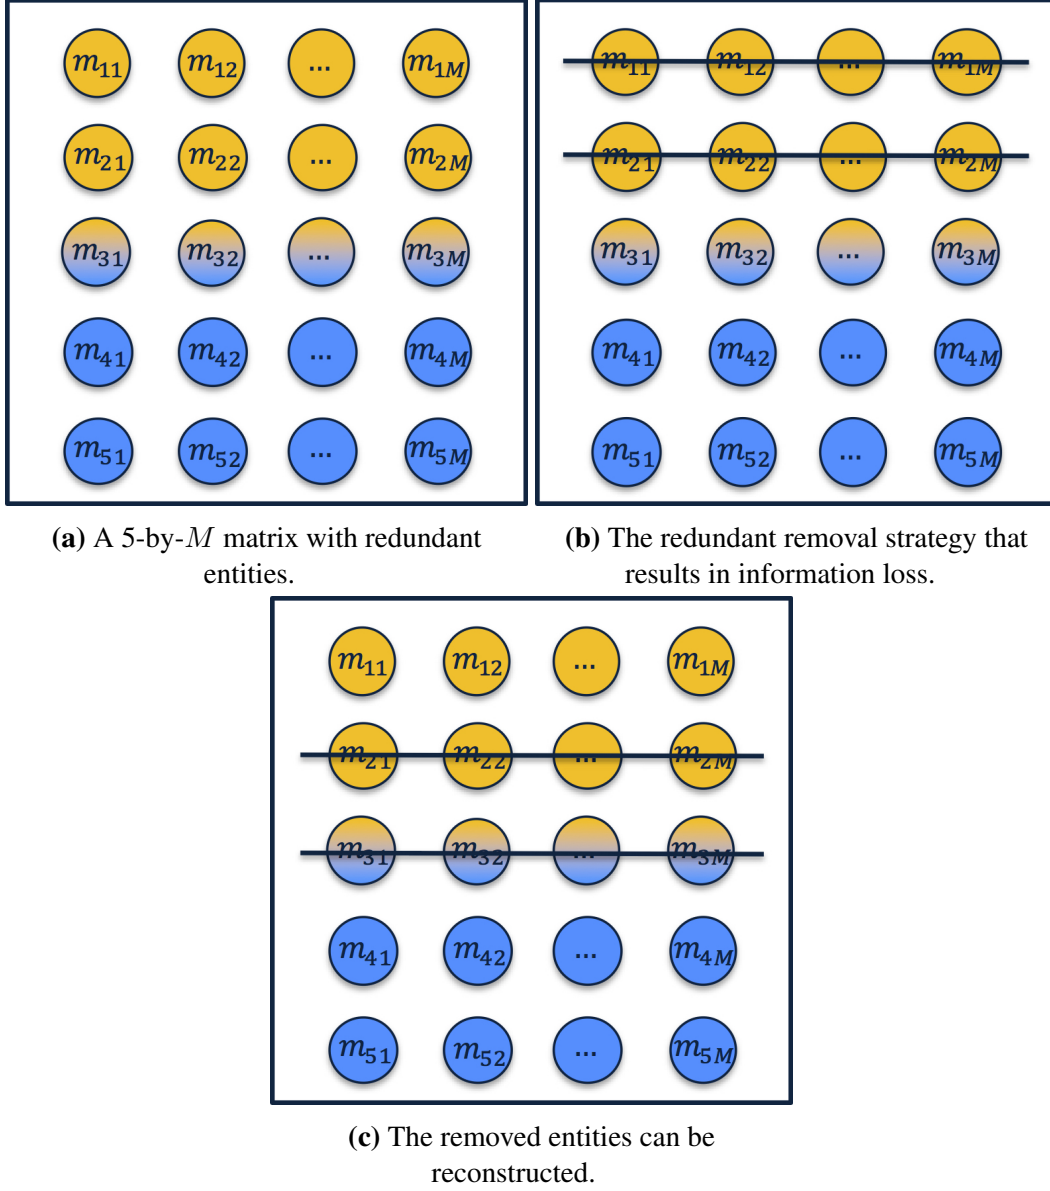 m₁₁ m₁₂ ... m₁M
m₂₁ m₂₂ ... m₂M
m₃₁ m₃₂ ... m₃M
m₄₁ m₄₂ ... m₄M
m₅₁ m₅₂ ... m₅M
(a) A 5-by-M matrix with redundant
entities.
m₁₁ m₁₂ ... m₁M
m₂₁ m₂₂ ... m₂M
m₃₁ m₃₂ ... m₃M
m₄₁ m₄₂ ... m₄M
m₅₁ m₅₂ ... m₅M
(b) The redundant removal strategy that
results in information loss.
m₁₁ m₁₂ ... m₁M
m₂₁ m₂₂ ... m₂M
m₃₁ m₃₂ ... m₃M
m₄₁ m₄₂ ... m₄M
m₅₁ m₅₂ ... m₅M
(c) The removed entities can be
reconstructed.